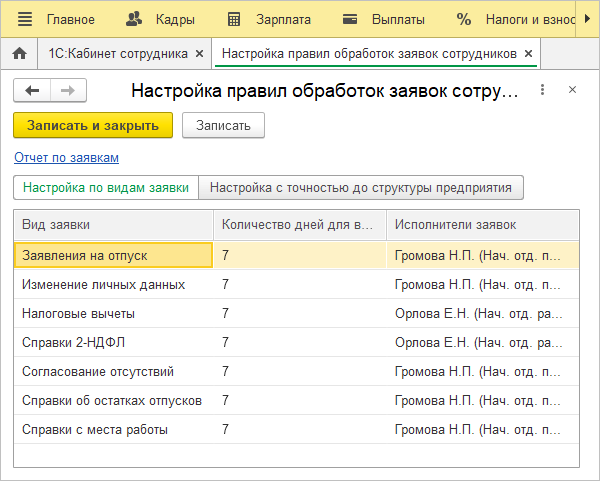 Главное Кадры Зарплата Выплаты % Налоги и взнос
1С:Кабинет сотрудника × Настройка правил обработок заявок сотрудников ×
Настройка правил обработок заявок сотру...
Записать и закрыть Записать
Отчет по заявкам
Настройка по видам заявки Настройка с точностью до структуры предприятия
Вид заявки Количество дней для в... Исполнители заявок
Заявления на отпуск 7 Громова Н.П. (Нач. отд. п...
Изменение личных данных 7 Громова Н.П. (Нач. отд. п...
Налоговые вычеты 7 Орлова Е.Н. (Нач. отд. ра...
Справки 2-НДФЛ 7 Орлова Е.Н. (Нач. отд. ра...
Согласование отсутствий 7 Громова Н.П. (Нач. отд. п...
Справки об остатках отпусков 7 Громова Н.П. (Нач. отд. п...
Справки с места работы 7 Громова Н.П. (Нач. отд. п...